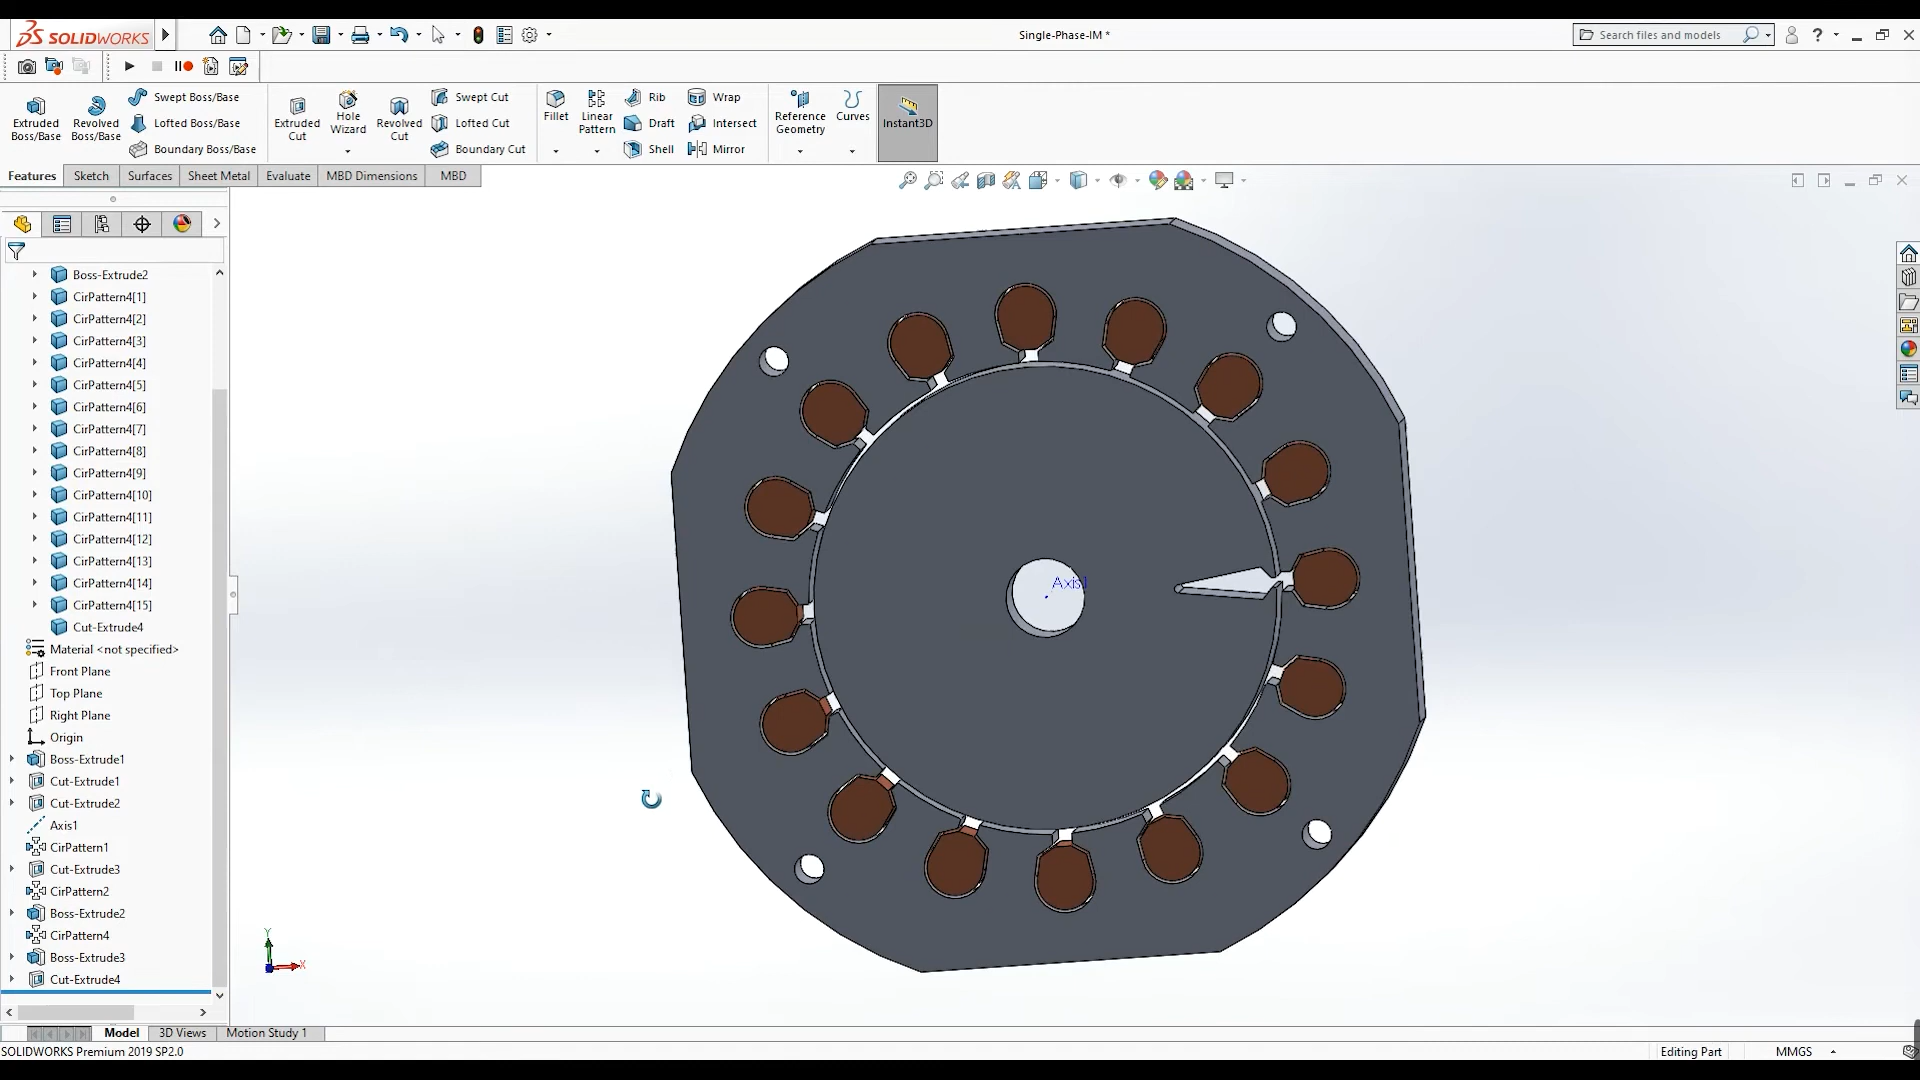 SOLIDWORKS
Single-Phase-IM *
Search files and models
?
Extruded Boss/Base
Revolved Boss/Base
Swept Boss/Base
Lofted Boss/Base
Boundary Boss/Base
Extruded Cut
Hole Wizard
Revolved Cut
Swept Cut
Lofted Cut
Boundary Cut
Fillet
Linear Pattern
Rib
Draft
Shell
Wrap
Intersect
Mirror
Reference Geometry
Curves
Instant3D
Features
Sketch
Surfaces
Sheet Metal
Evaluate
MBD Dimensions
MBD
Boss-Extrude2
CirPattern4[1]
CirPattern4[2]
CirPattern4[3]
CirPattern4[4]
CirPattern4[5]
CirPattern4[6]
CirPattern4[7]
CirPattern4[8]
CirPattern4[9]
CirPattern4[10]
CirPattern4[11]
CirPattern4[12]
CirPattern4[13]
CirPattern4[14]
CirPattern4[15]
Cut-Extrude4
Material <not specified>
Front Plane
Top Plane
Right Plane
Origin
Boss-Extrude1
Cut-Extrude1
Cut-Extrude2
Axis1
CirPattern1
Cut-Extrude3
CirPattern2
Boss-Extrude2
CirPattern4
Boss-Extrude3
Cut-Extrude4
Axis1
Y
X
Model
3D Views
Motion Study 1
SOLIDWORKS Premium 2019 SP2.0
Editing Part
MMGS